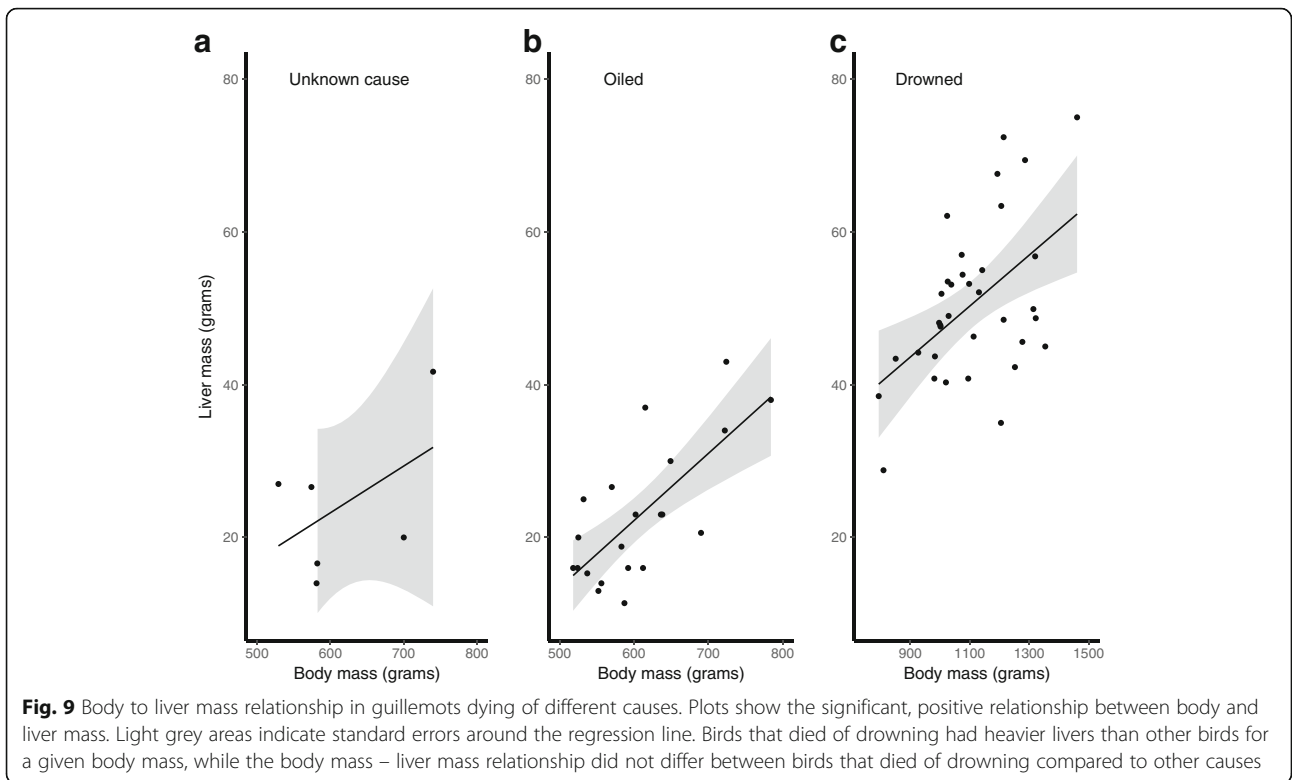 a
b
c
Unknown cause
Oiled
Drowned
80
60
40
20
80
60
40
20
80
60
40
20
Liver mass (grams)
500 600 700 800
500 600 700 800
900 1100 1300 1500
Body mass (grams)
Body mass (grams)
Body mass (grams)
Fig. 9 Body to liver mass relationship in guillemots dying of different causes. Plots show the significant, positive relationship between body and
liver mass. Light grey areas indicate standard errors around the regression line. Birds that died of drowning had heavier livers than other birds for
a given body mass, while the body mass – liver mass relationship did not differ between birds that died of drowning compared to other causes